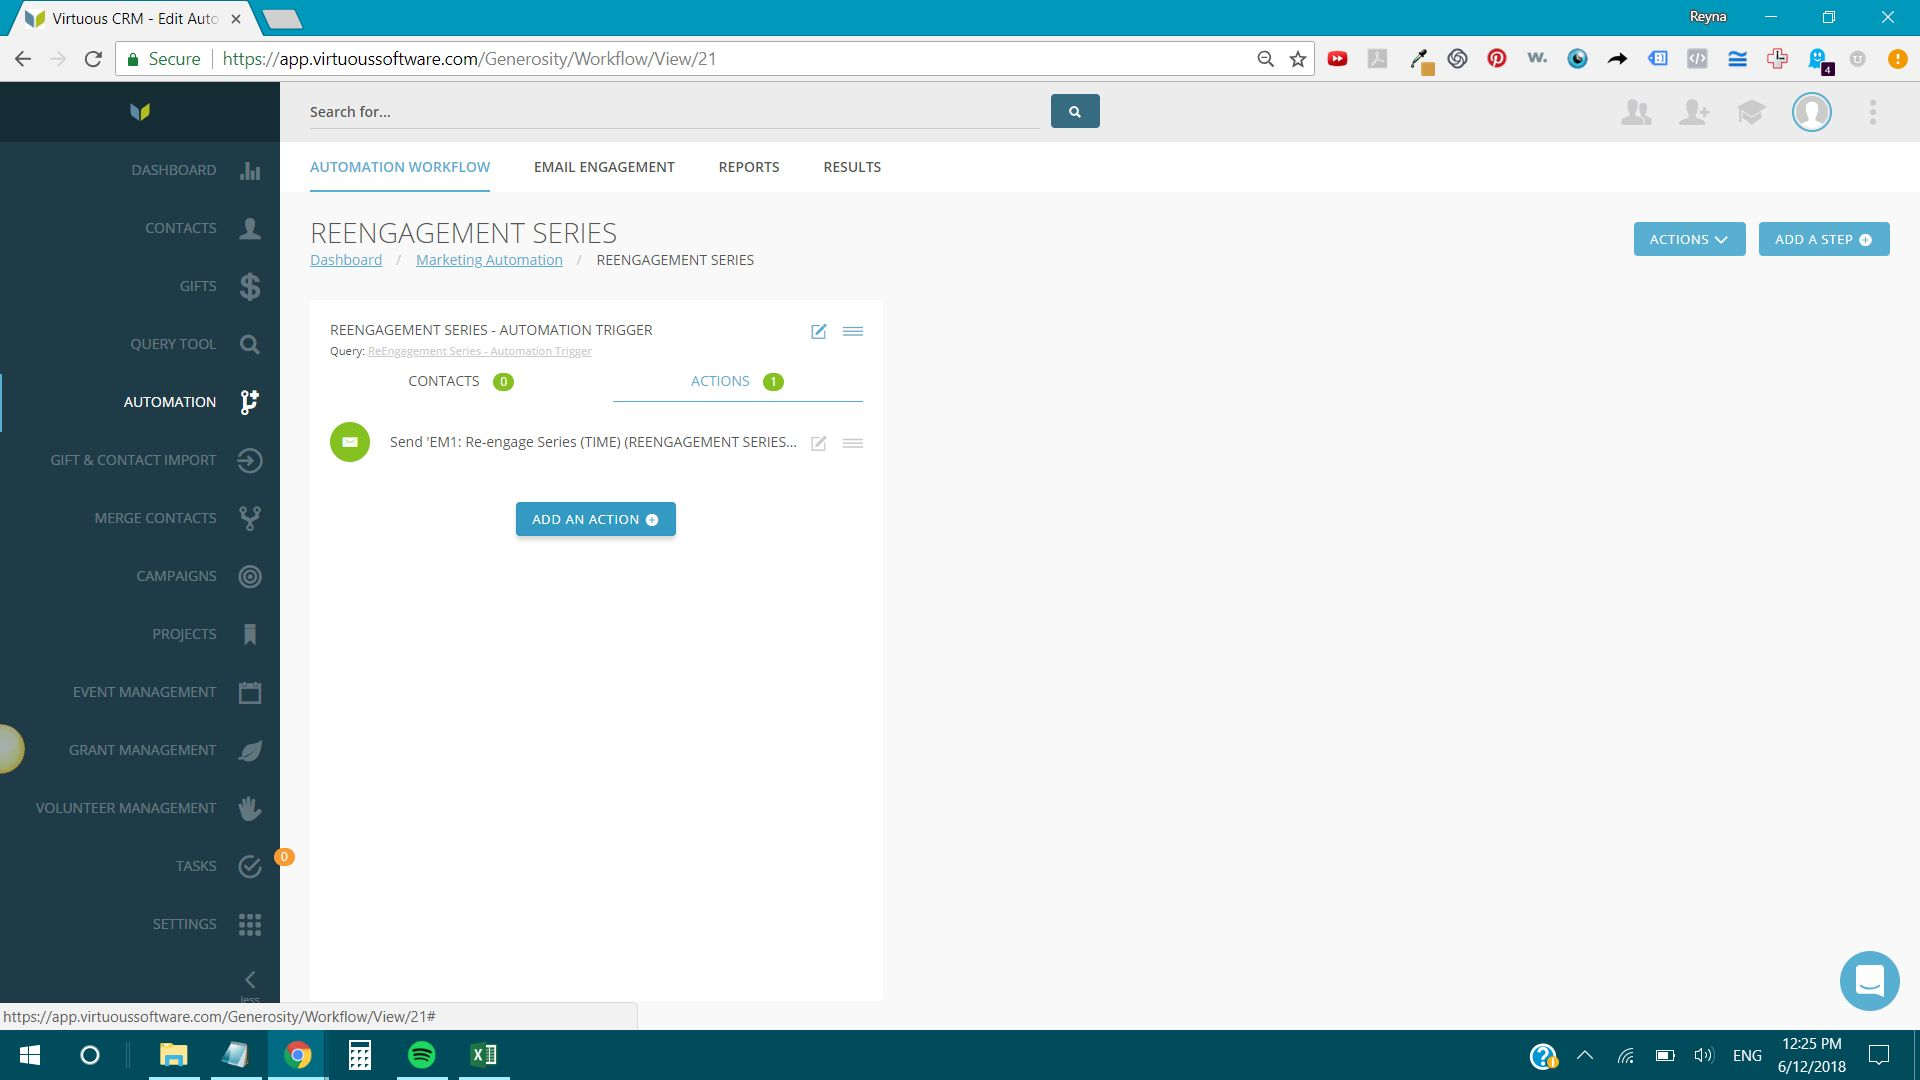 Virtuous CRM - Edit Auto
Reyna
Secure
https://app.virtuoussoftware.com/Generosity/Workflow/View/21
w.
4
Search for...
DASHBOARD
CONTACTS
GIFTS
QUERY TOOL
AUTOMATION
GIFT & CONTACT IMPORT
MERGE CONTACTS
CAMPAIGNS
PROJECTS
EVENT MANAGEMENT
GRANT MANAGEMENT
VOLUNTEER MANAGEMENT
TASKS
0
SETTINGS
less
AUTOMATION WORKFLOW EMAIL ENGAGEMENT REPORTS RESULTS
REENGAGEMENT SERIES
Dashboard / Marketing Automation / REENGAGEMENT SERIES
ACTIONS
ADD A STEP
REENGAGEMENT SERIES - AUTOMATION TRIGGER
Query: ReEngagement Series - Automation Trigger
CONTACTS 0 ACTIONS 1
Send 'EM1: Re-engage Series (TIME) (REENGAGEMENT SERIES...
ADD AN ACTION
https://app.virtuoussoftware.com/Generosity/Workflow/View/21#
ENG
12:25 PM
6/12/2018